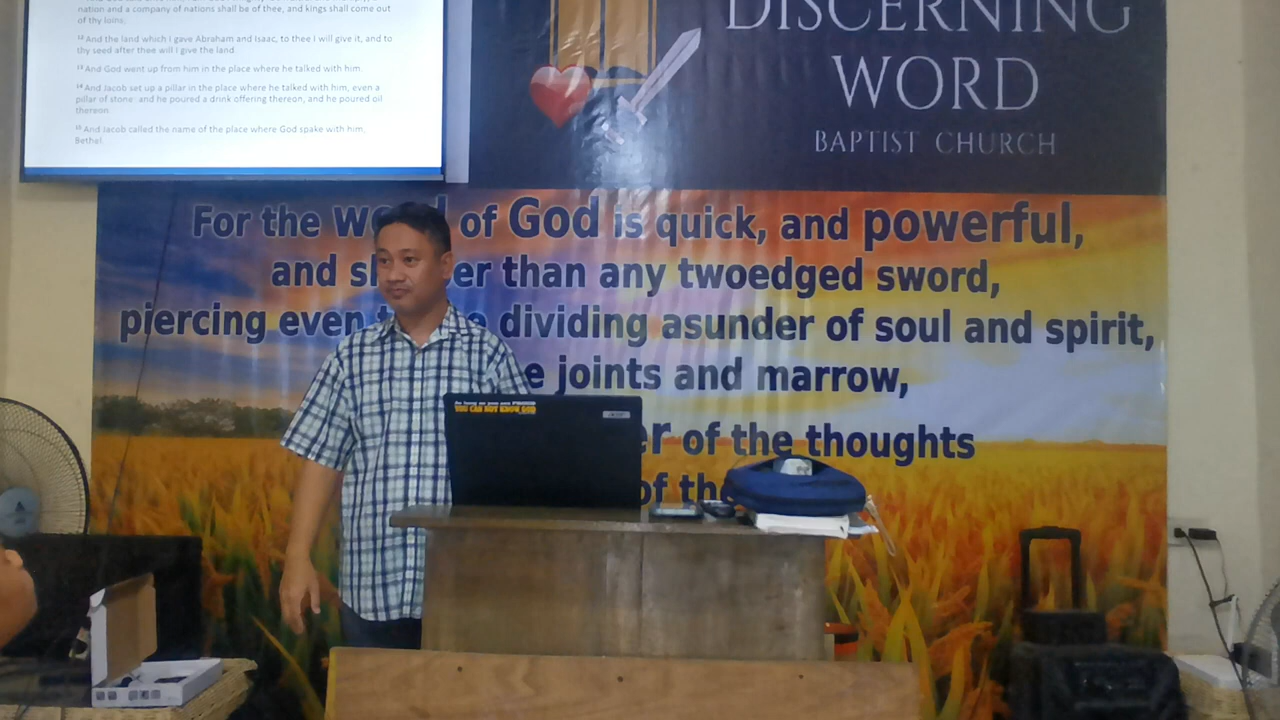 nation and a company of nations shall be of thee, and kings shall come out
of thy loins;
12 And the land which I gave Abraham and Isaac, to thee I will give it, and to
thy seed after thee will I give the land.
13 And God went up from him in the place where he talked with him.
14 And Jacob set up a pillar in the place where he talked with him, even a
pillar of stone: and he poured a drink offering thereon, and he poured oil
thereon.
15 And Jacob called the name of the place where God spake with him,
Bethel.
DISCERNING
WORD
BAPTIST CHURCH
For the of God is quick, and powerful,
and than any twoedged sword,
piercing even dividing asunder of soul and spirit,
joints and marrow,
of the thoughts
of the
YOU CAN NOT KNOW GOD
acer